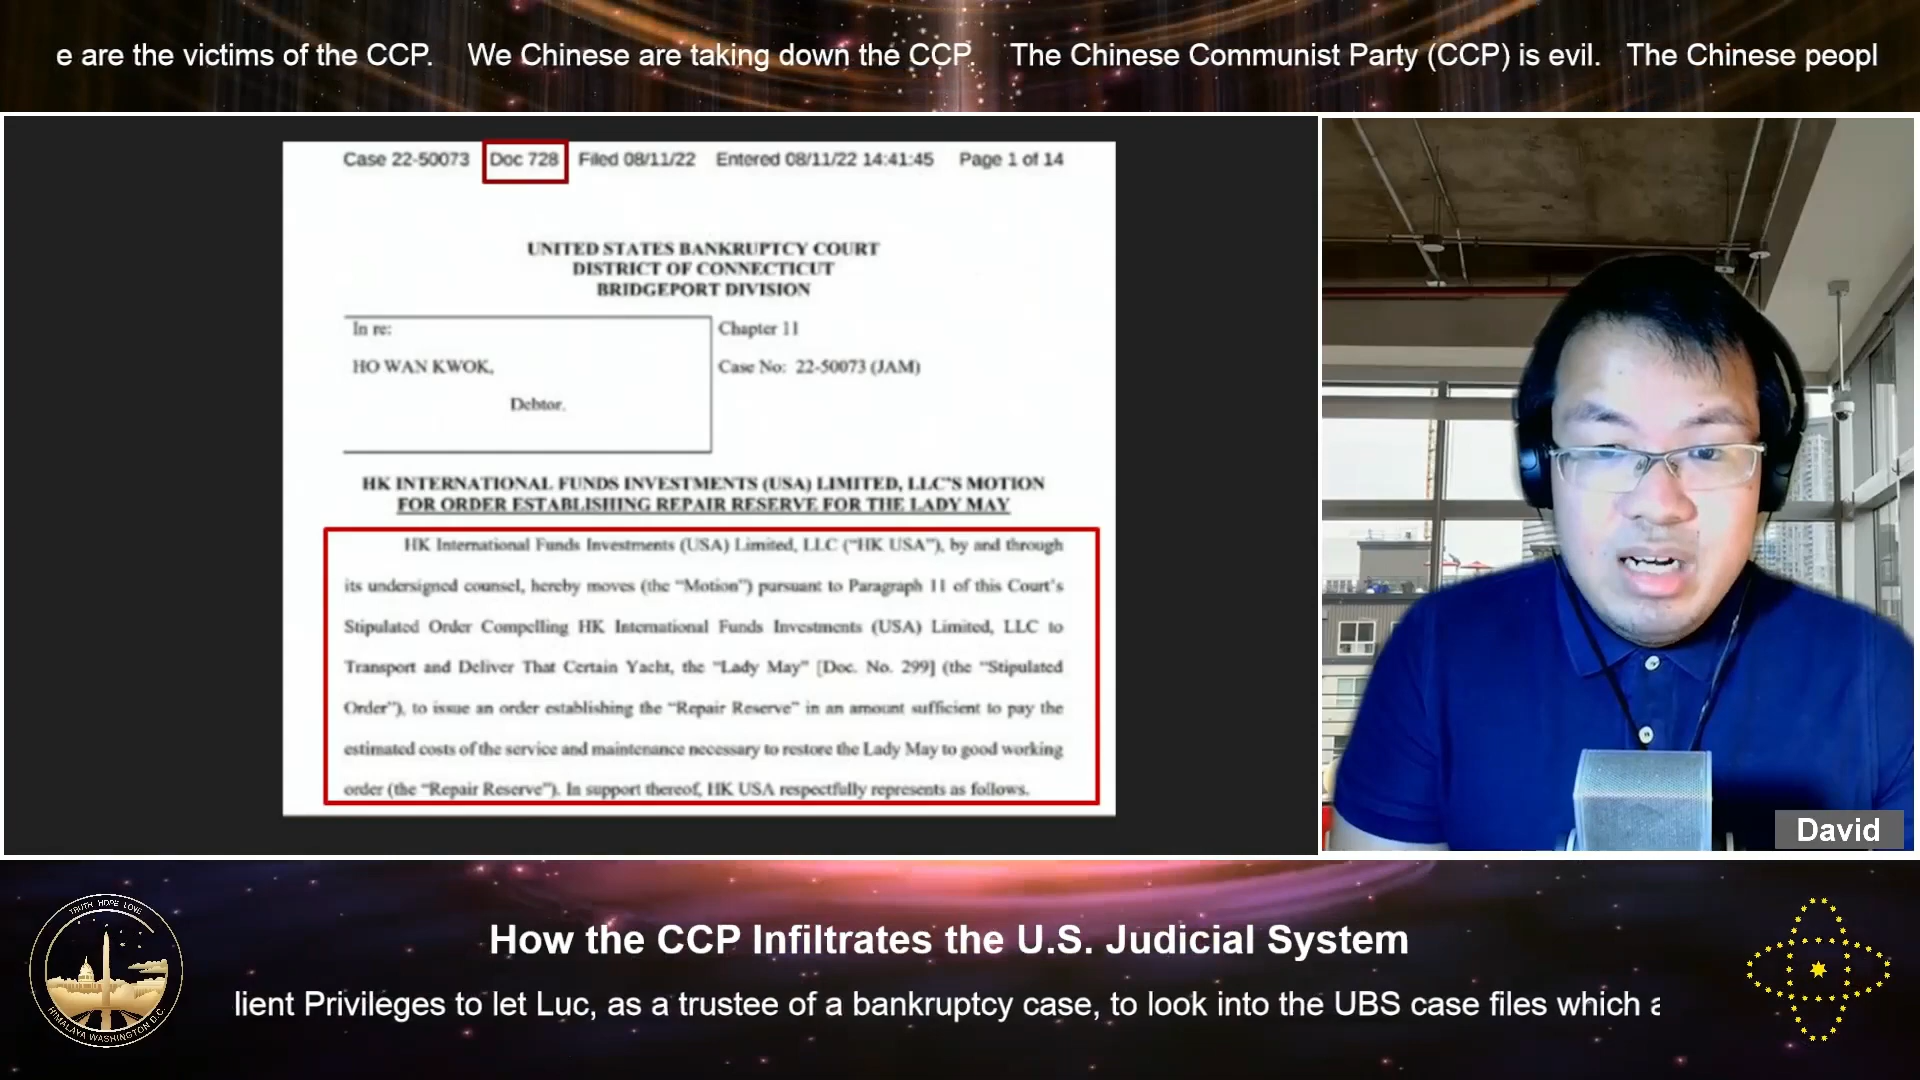 e are the victims of the CCP. We Chinese are taking down the CCP. The Chinese Communist Party (CCP) is evil. The Chinese peopl
Case 22-50073 Doc 728 Filed 08/11/22 Entered 08/11/22 14:41:45 Page 1 of 14
UNITED STATES BANKRUPTCY COURT
DISTRICT OF CONNECTICUT
BRIDGEPORT DIVISION
In re:
HO WAN KWOK,
Debtor.
Chapter 11
Case No: 22-50073 (JAM)
HK INTERNATIONAL FUNDS INVESTMENTS (USA) LIMITED, LLC'S MOTION
FOR ORDER ESTABLISHING REPAIR RESERVE FOR THE LADY MAY
HK International Funds Investments (USA) Limited, LLC ("HK USA"), by and through
its undersigned counsel, hereby moves (the "Motion") pursuant to Paragraph 11 of this Court's
Stipulated Order Compelling HK International Funds Investments (USA) Limited, LLC to
Transport and Deliver That Certain Yacht, the "Lady May" [Doc. No. 299] (the "Stipulated
Order"), to issue an order establishing the "Repair Reserve" in an amount sufficient to pay the
estimated costs of the service and maintenance necessary to restore the Lady May to good working
order (the "Repair Reserve"). In support thereof, HK USA respectfully represents as follows.
David
How the CCP Infiltrates the U.S. Judicial System
lient Privileges to let Luc, as a trustee of a bankruptcy case, to look into the UBS case files which a
TRUTH HOPE LOVE
HIMALAYA WASHINGTON D.C.